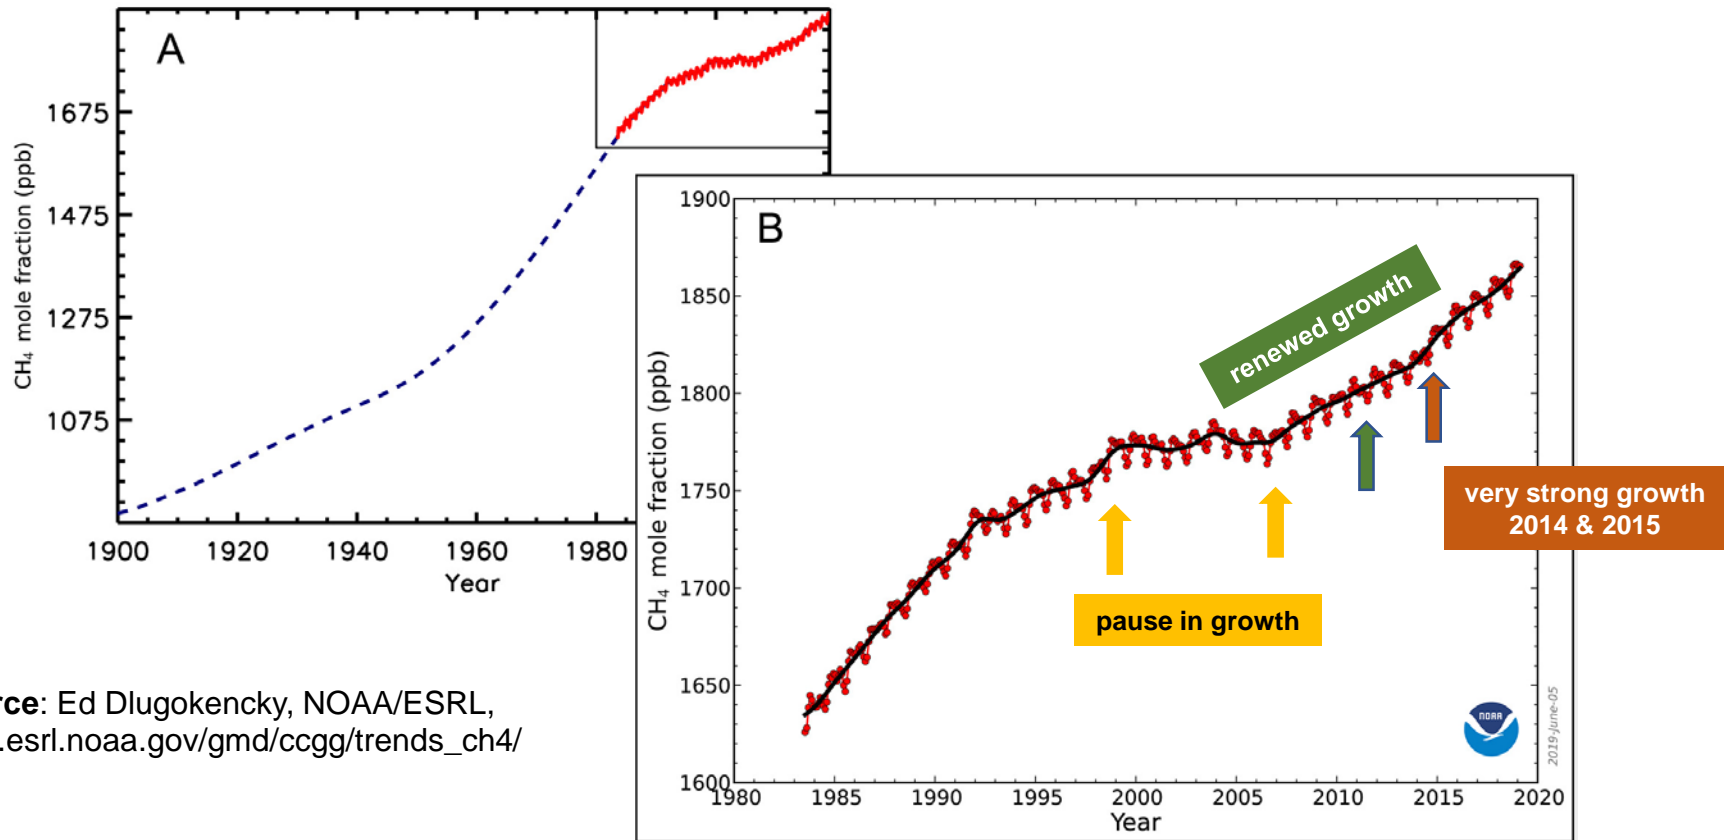 A
1675
1475
1275
1075
CH₄ mole fraction (ppb)
1900 1920 1940 1960 1980
Year
B
1900
1850
1800
1750
1700
1650
1600
CH₄ mole fraction (ppb)
renewed growth
very strong growth
2014 & 2015
pause in growth
NOAA
2019-June-05
1980 1985 1990 1995 2000 2005 2010 2015 2020
Year
rce: Ed Dlugokencky, NOAA/ESRL,
.esrl.noaa.gov/gmd/ccgg/trends_ch4/